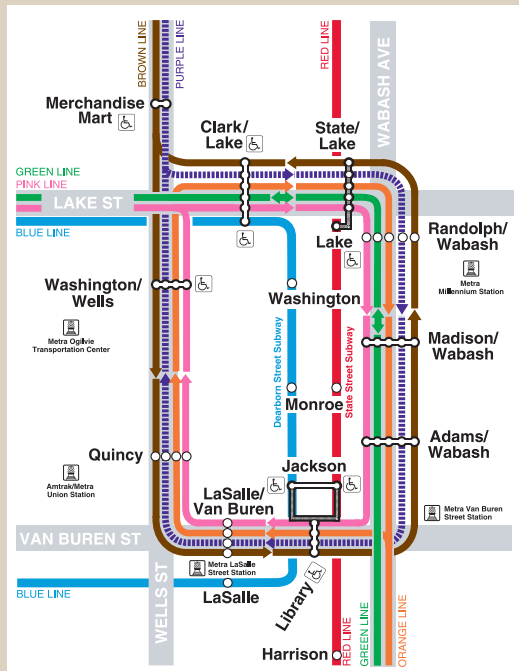 BROWN LINE
PURPLE LINE
RED LINE
WABASH AVE
Merchandise
Mart
Clark/
Lake
State/
Lake
GREEN LINE
PINK LINE
LAKE ST
BLUE LINE
Lake
Randolph/
Wabash
Metra
Millennium Station
Washington/
Wells
Metra Ogilvie
Transportation Center
Washington
Dearborn Street Subway
State Street Subway
Madison/
Wabash
Monroe
Adams/
Wabash
Quincy
Amtrak/Metra
Union Station
Jackson
LaSalle/
Van Buren
Metra Van Buren
Street Station
VAN BUREN ST
Metra LaSalle
Street Station
WELLS ST
LaSalle
BLUE LINE
Library
Harrison
RED LINE
GREEN LINE
ORANGE LINE